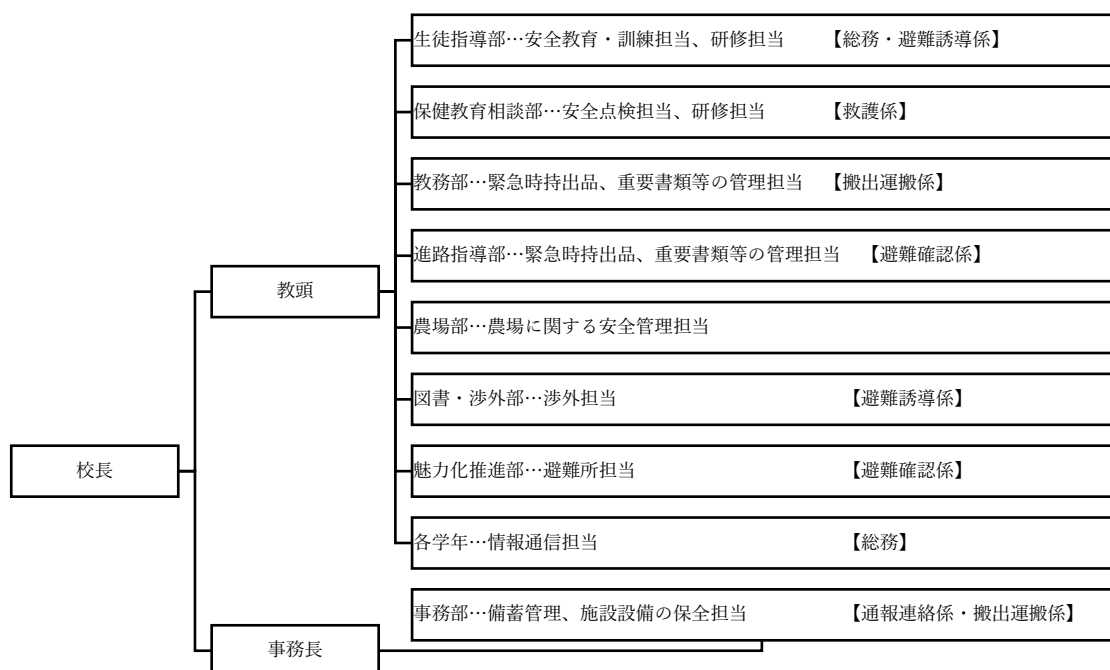 生徒指導部…安全教育・訓練担当、研修担当　　【総務・避難誘導係】
保健教育相談部…安全点検担当、研修担当　　　【救護係】
教務部…緊急時持出品、重要書類等の管理担当　【搬出運搬係】
進路指導部…緊急時持出品、重要書類等の管理担当　【避難確認係】
教頭
農場部…農場に関する安全管理担当
図書・渉外部…渉外担当　　　　　　　　　　　　【避難誘導係】
校長
魅力化推進部…避難所担当　　　　　　　　　　　【避難確認係】
各学年…情報通信担当　　　　　　　　　　　　　【総務】
事務部…備蓄管理、施設設備の保全担当　　　　　【通報連絡係・搬出運搬係】
事務長